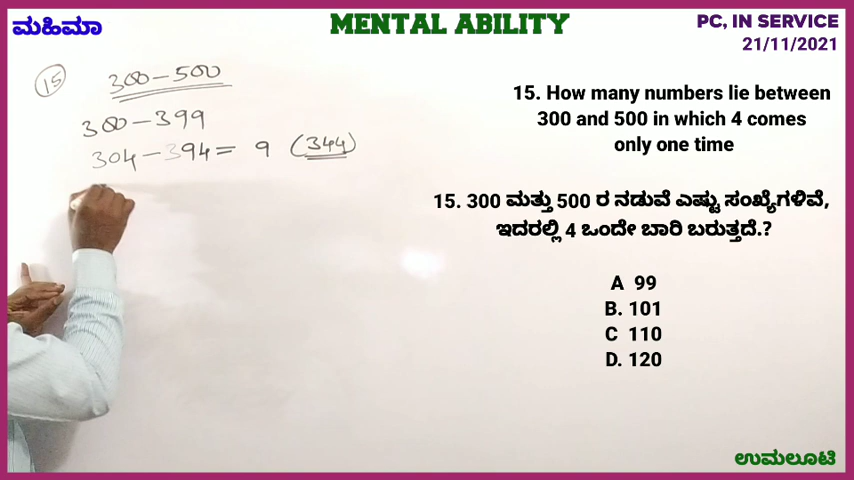 ಮಹಿಮಾ
MENTAL ABILITY
PC, IN SERVICE
21/11/2021
15
300 – 500
300 – 399
304 – 394 = 9 (344)
15. How many numbers lie between
300 and 500 in which 4 comes
only one time
15. 300 ಮತ್ತು 500 ರ ನಡುವೆ ಎಷ್ಟು ಸಂಖ್ಯೆಗಳಿವೆ,
ಇದರಲ್ಲಿ 4 ಒಂದೇ ಬಾರಿ ಬರುತ್ತದೆ.?
A 99
B. 101
C 110
D. 120
ಉಮಲೂಟಿ